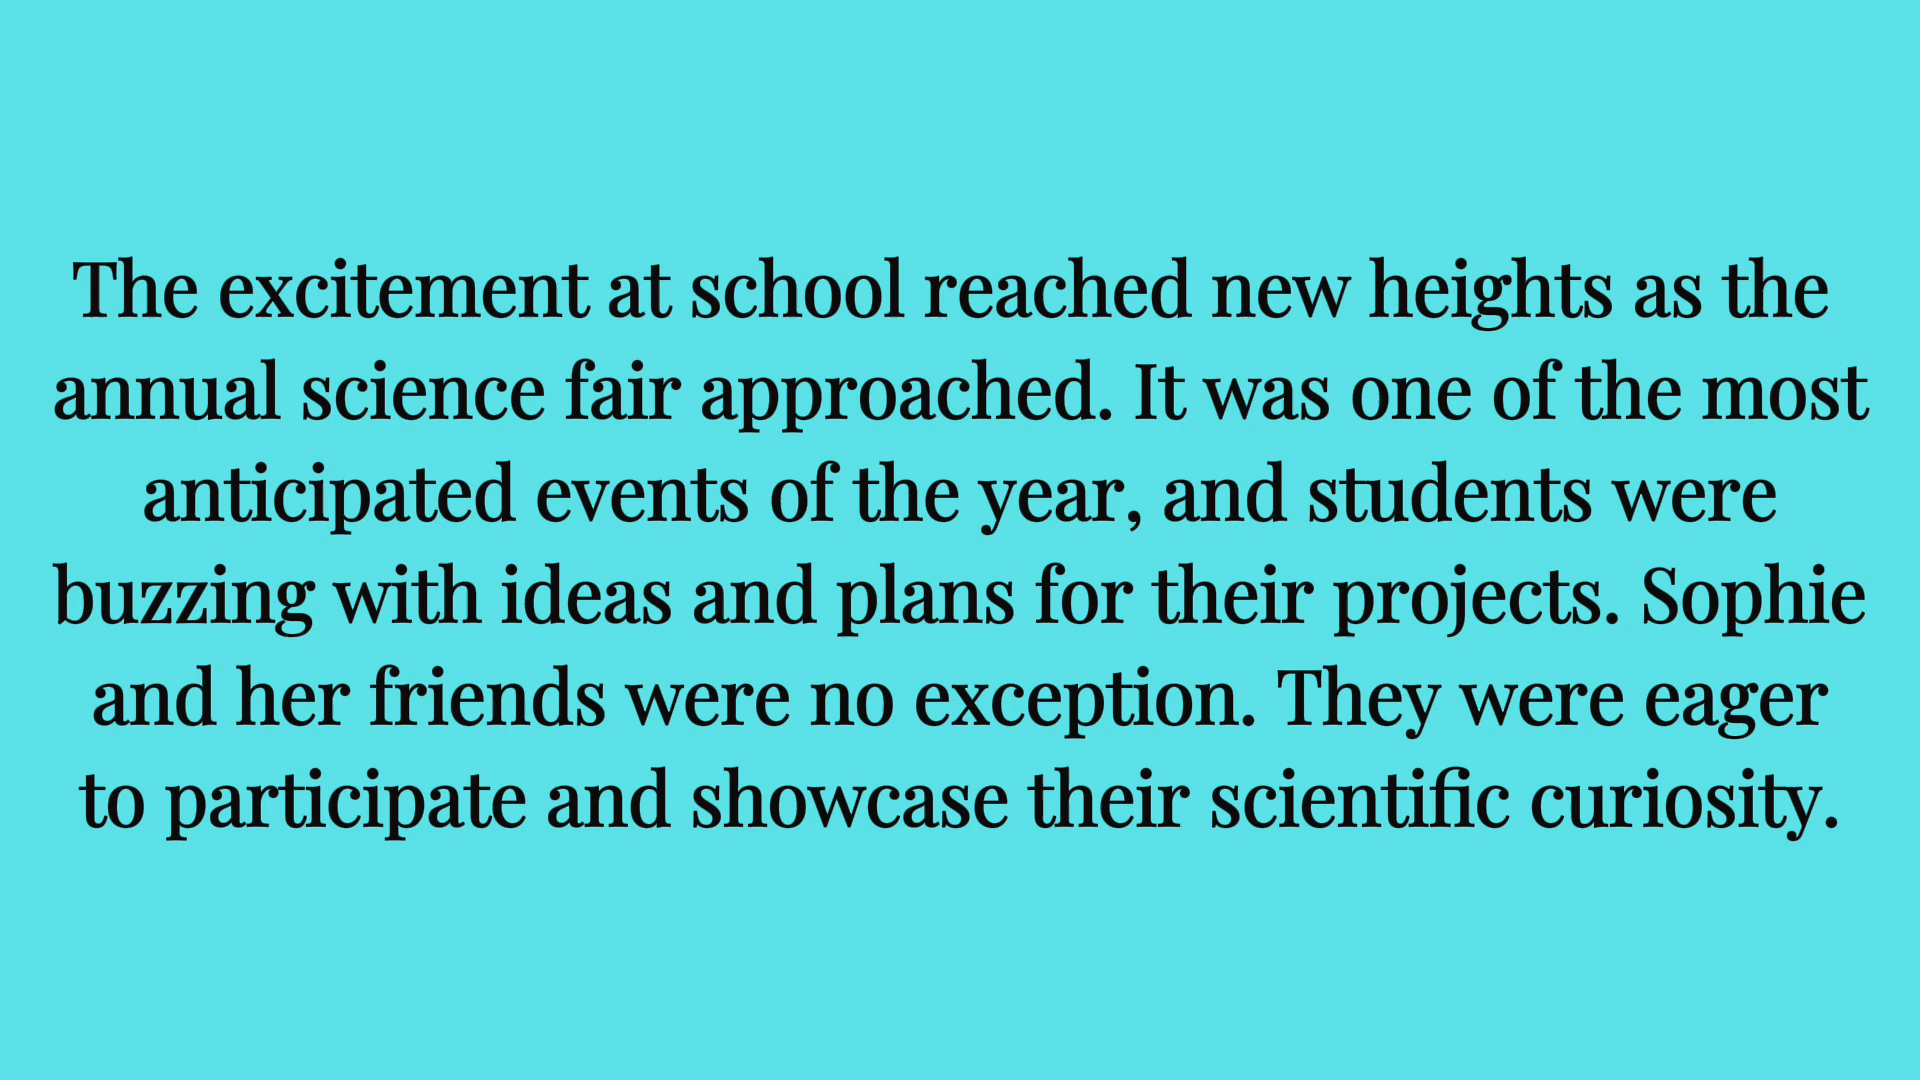 The excitement at school reached new heights as the
annual science fair approached. It was one of the most
anticipated events of the year, and students were
buzzing with ideas and plans for their projects. Sophie
and her friends were no exception. They were eager
to participate and showcase their scientific curiosity.